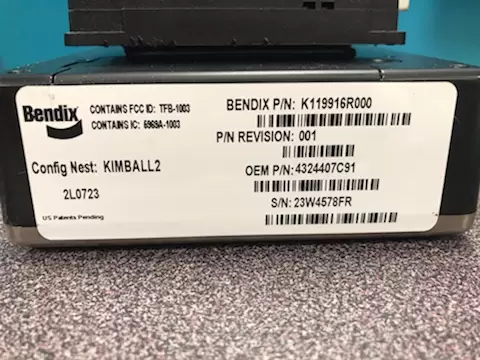 Bendix
CONTAINS FCC ID: TFB-1003
CONTAINS IC: 5969A-1003
BENDIX P/N: K119916R000
P/N REVISION: 001
Config Nest: KIMBALL2
OEM P/N: 4324407C91
2L0723
S/N: 23W4578FR
US Patents Pending